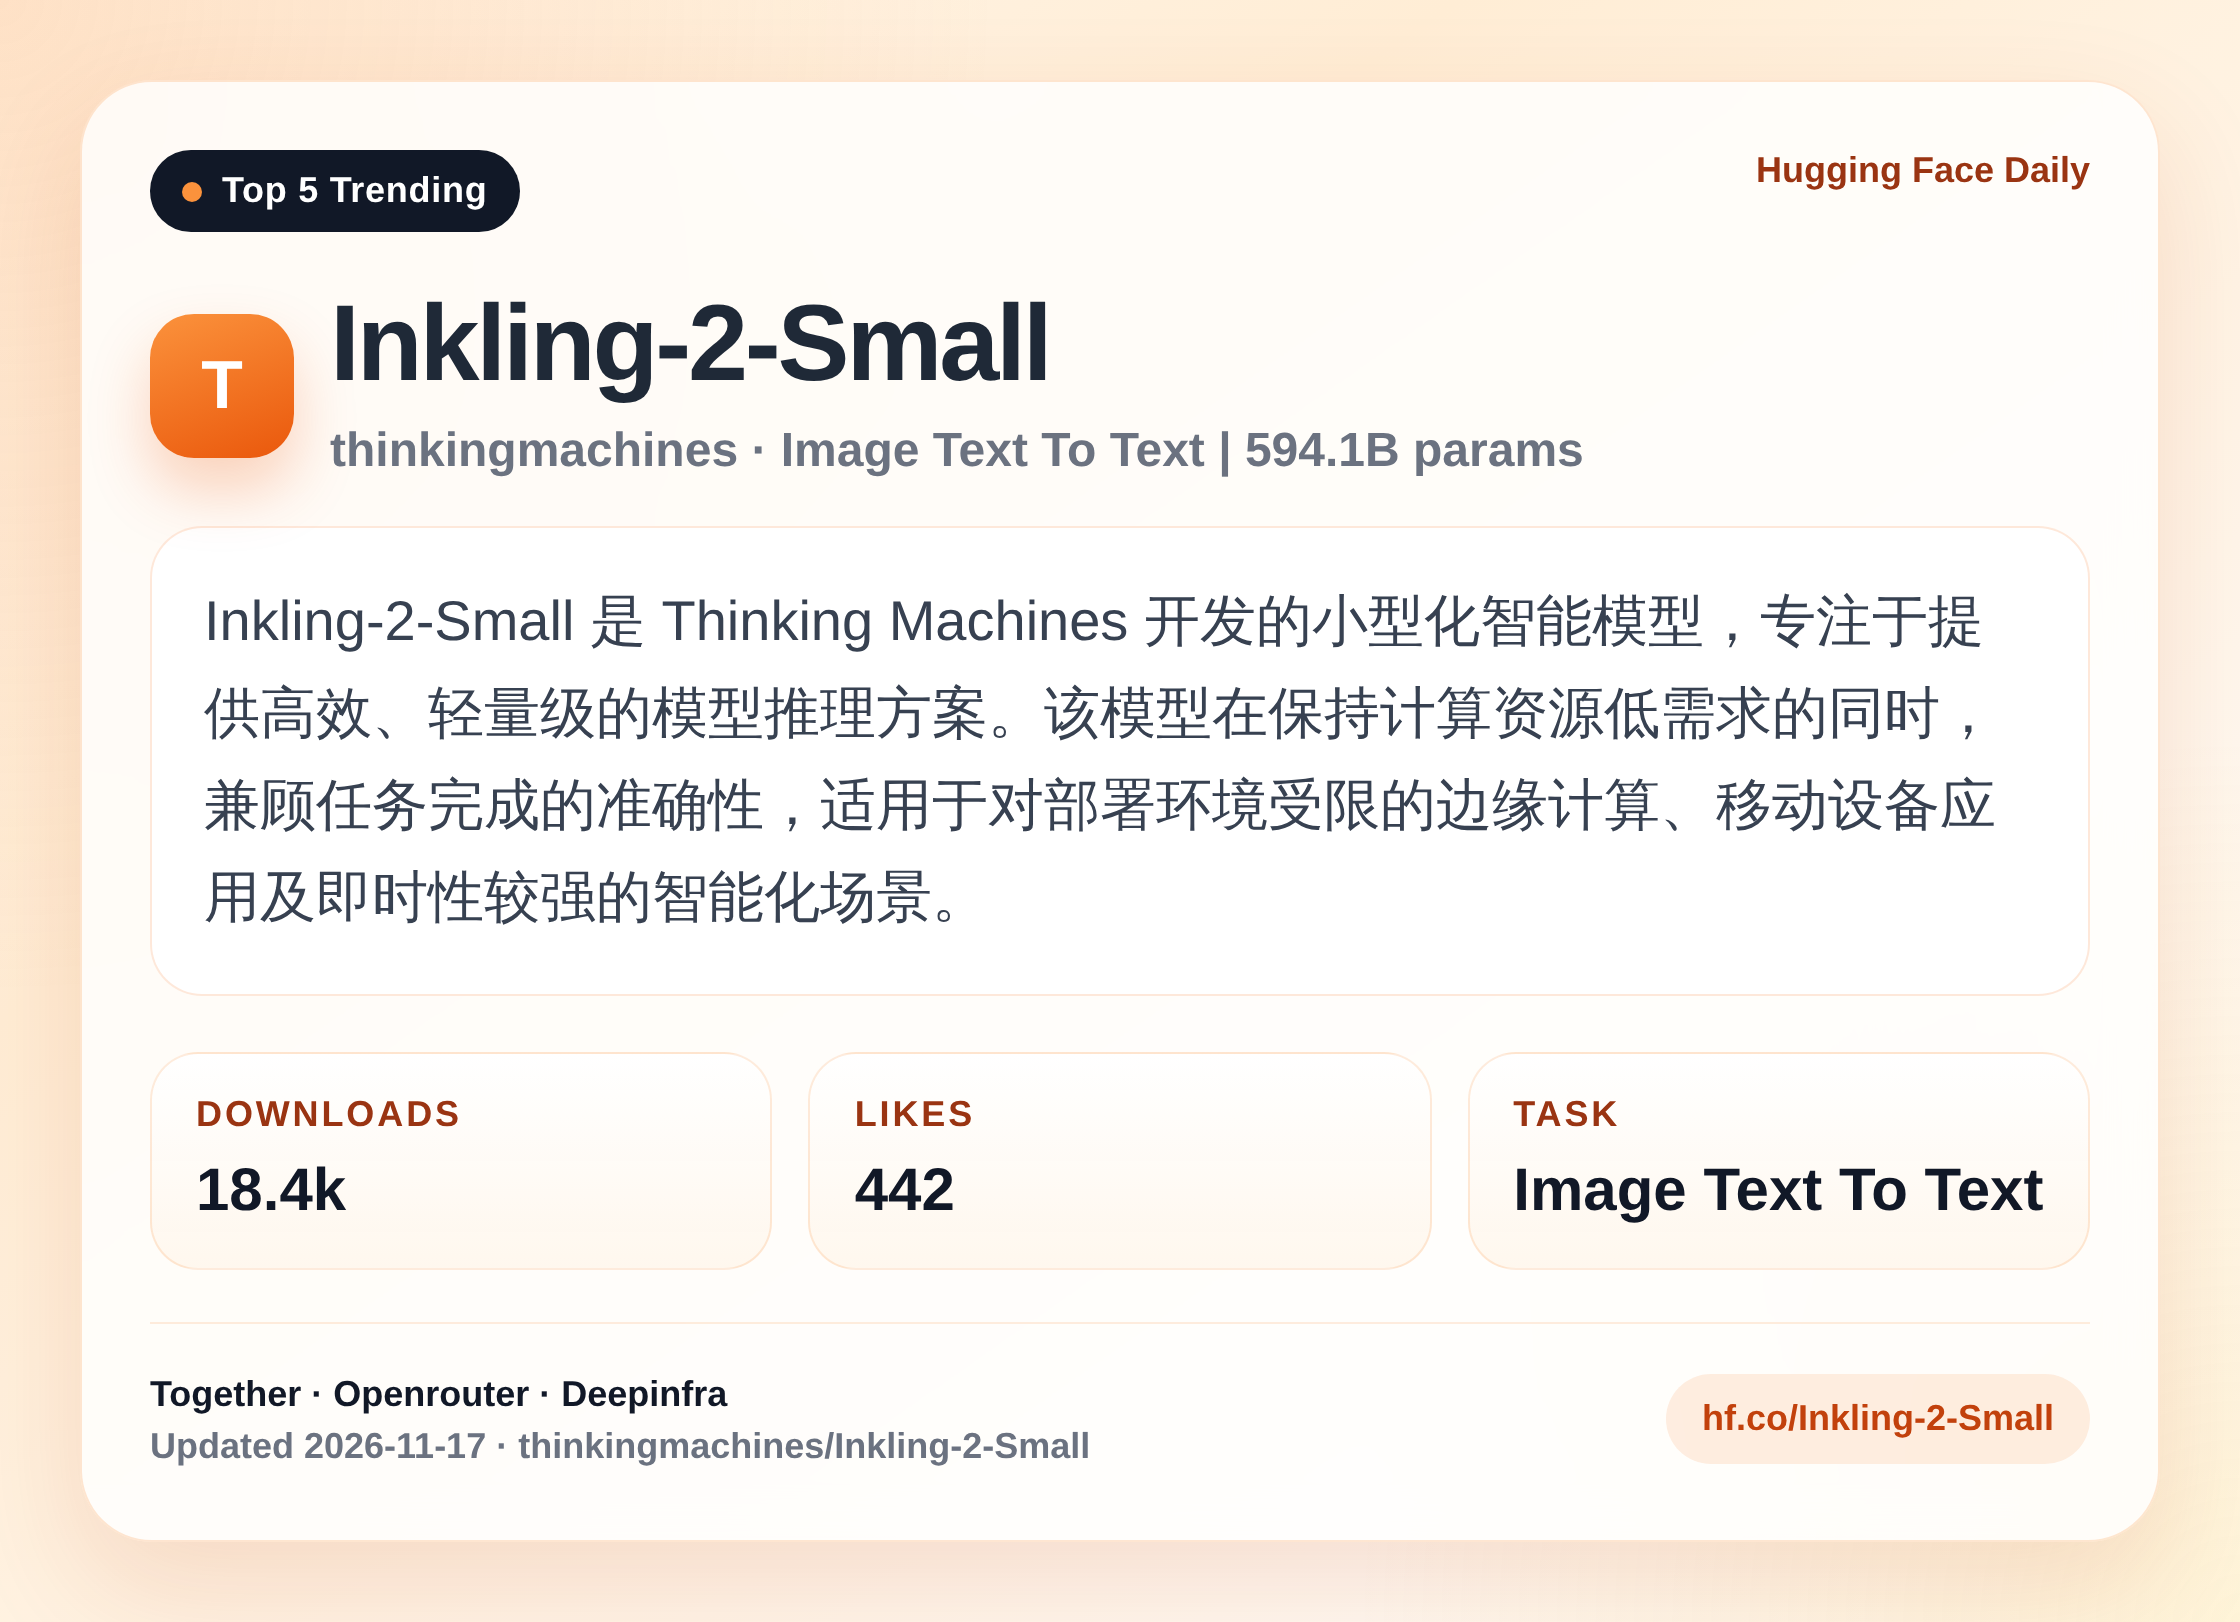 Top 5 Trending
Hugging Face Daily
T
Inkling-2-Small
thinkingmachines · Image Text To Text | 594.1B params
Inkling-2-Small 是 Thinking Machines 开发的小型化智能模型，专注于提
供高效、轻量级的模型推理方案。该模型在保持计算资源低需求的同时，
兼顾任务完成的准确性，适用于对部署环境受限的边缘计算、移动设备应
用及即时性较强的智能化场景。
DOWNLOADS
18.4k
LIKES
442
TASK
Image Text To Text
Together · Openrouter · Deepinfra
Updated 2026-11-17 · thinkingmachines/Inkling-2-Small
hf.co/Inkling-2-Small